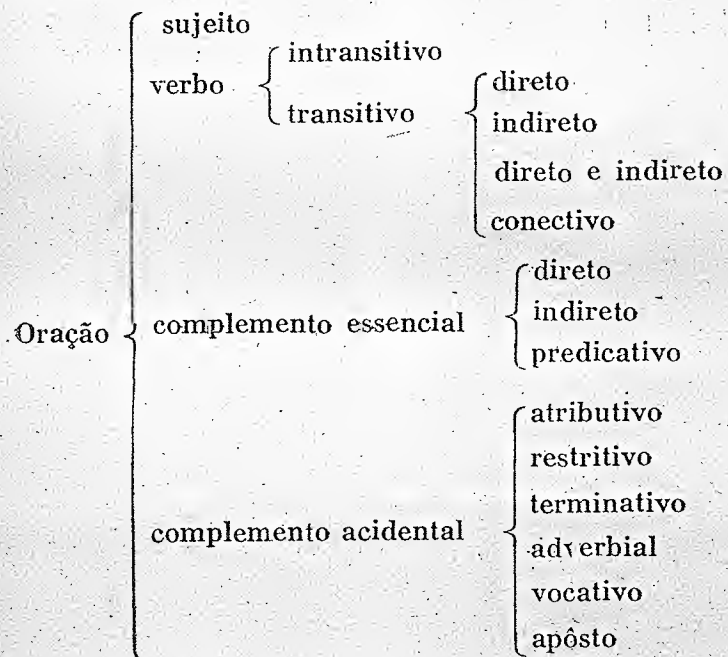 sujeito
verbo intransitivo
transitivo direto
indireto
direto e indireto
conectivo
Oração complemento essencial direto
indireto
predicativo
complemento acidental atributivo
restritivo
terminativo
adverbial
vocativo
apôsto